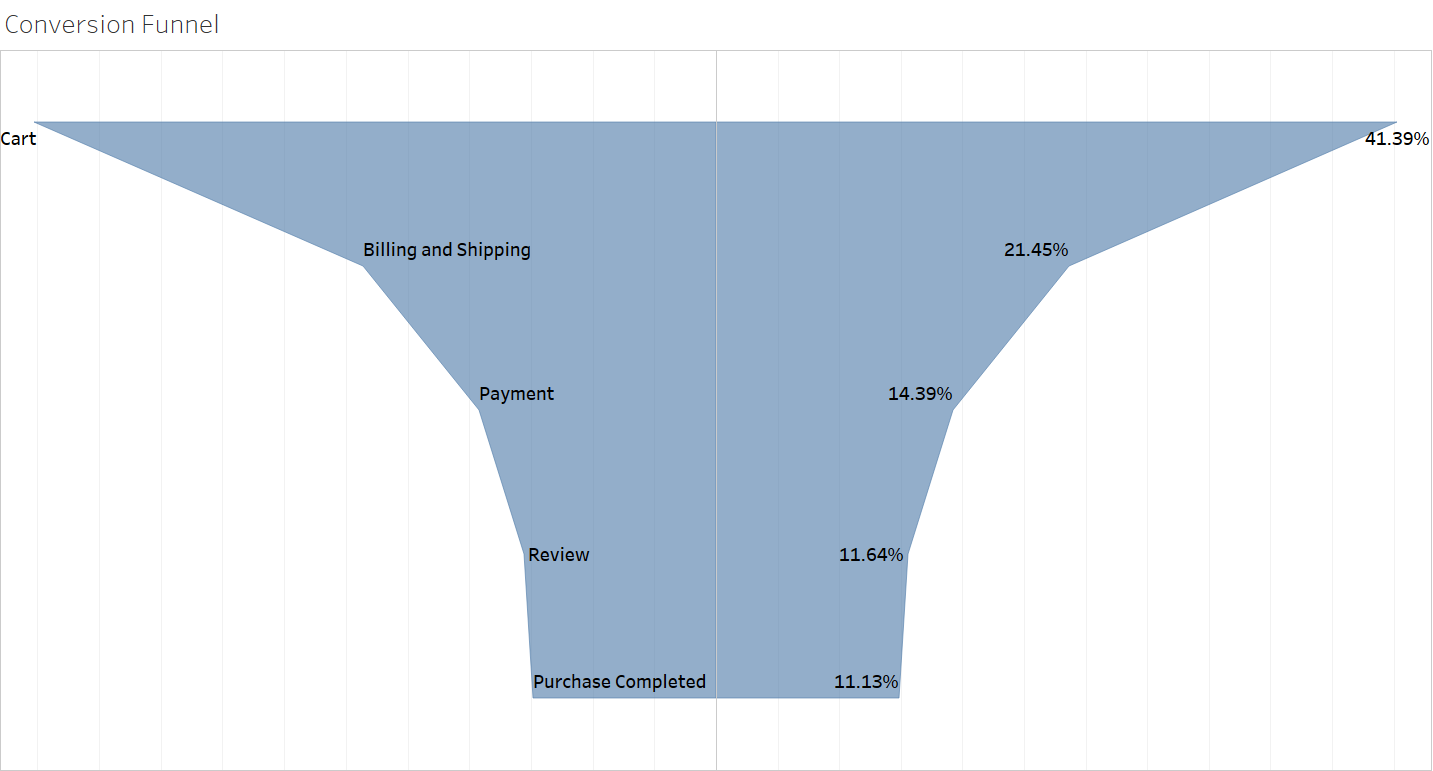 Conversion Funnel
Cart 41.39%
Billing and Shipping 21.45%
Payment 14.39%
Review 11.64%
Purchase Completed 11.13%